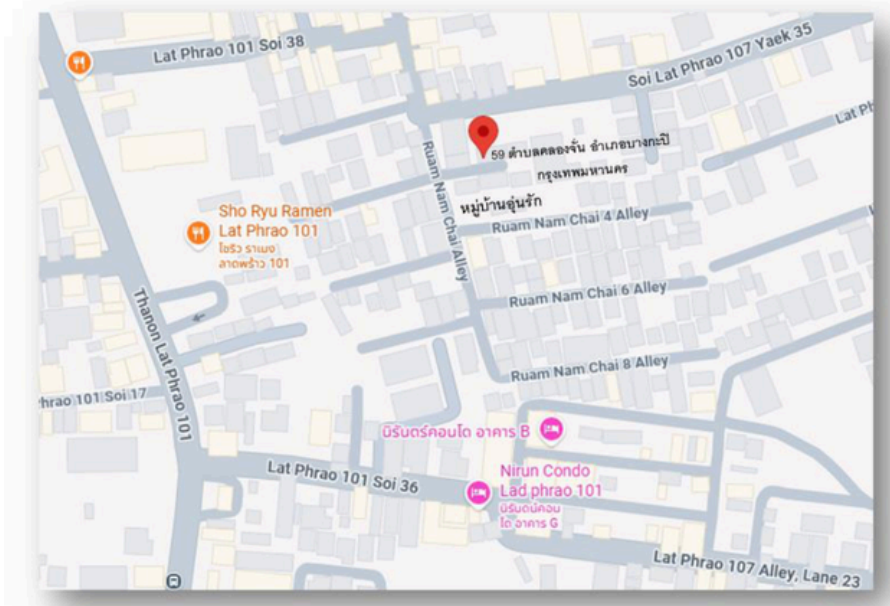 Lat Phrao 101 Soi 38
Soi Lat Phrao 107 Yaek 35
Lat Ph
59 ตำบลคลองจั่น อำเภอบางกะปิ
กรุงเทพมหานคร
หมู่บ้านอุ่นรัก
Ruam Nam Chai Alley
Sho Ryu Ramen
Lat Phrao 101
โชริว ราเมง
ลาดพร้าว 101
Ruam Nam Chai 4 Alley
Ruam Nam Chai 6 Alley
Thanon Lat Phrao 101
Ruam Nam Chai 8 Alley
hrao 101 Soi 17
นิรันดร์คอนโด อาคาร B
Lat Phrao 101 Soi 36
Nirun Condo
Lad phrao 101
นิรันดน์คอน
โด อาคาร G
Lat Phrao 107 Alley, Lane 23